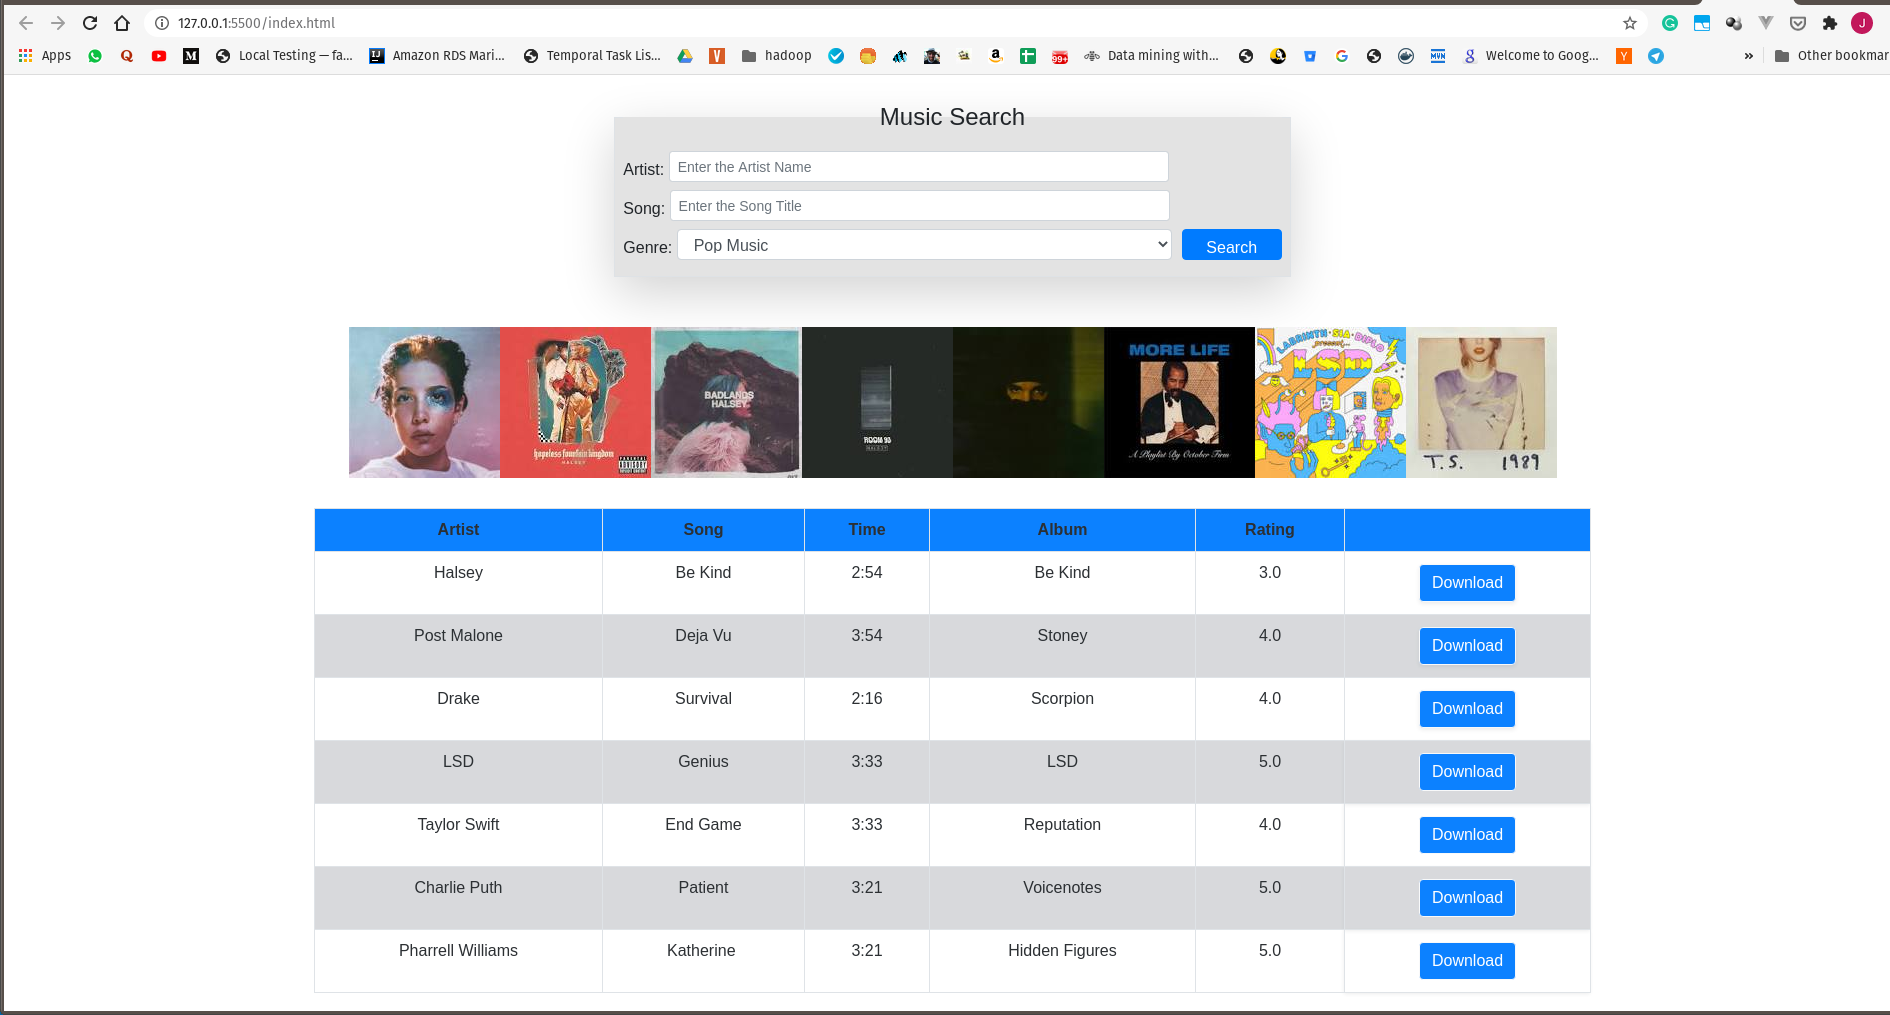 127.0.0.1:5500/index.html
J
Apps Local Testing — fa... Amazon RDS Mari... Temporal Task Lis... hadoop 99+ Data mining with... Welcome to Goog... » Other bookmar
Music Search
Artist: Enter the Artist Name
Song: Enter the Song Title
Genre: Pop Music Search
hopeless fountain kingdom
HALSEY
PARENTAL
ADVISORY
BADLANDS
HALSEY
ROOM 93
HALSEY
MORE LIFE
A Playlist By October Firm
LABRINTH · SIA · DIPLO
present...
LSD
T.S. 1989
Artist Song Time Album Rating
Halsey Be Kind 2:54 Be Kind 3.0 Download
Post Malone Deja Vu 3:54 Stoney 4.0 Download
Drake Survival 2:16 Scorpion 4.0 Download
LSD Genius 3:33 LSD 5.0 Download
Taylor Swift End Game 3:33 Reputation 4.0 Download
Charlie Puth Patient 3:21 Voicenotes 5.0 Download
Pharrell Williams Katherine 3:21 Hidden Figures 5.0 Download